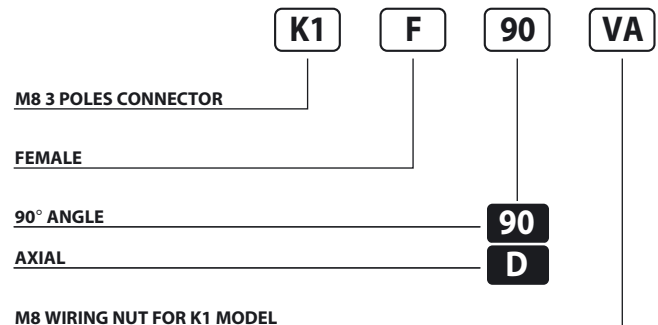 K1 F 90 VA
M8 3 POLES CONNECTOR
FEMALE
90° ANGLE 90
AXIAL D
M8 WIRING NUT FOR K1 MODEL